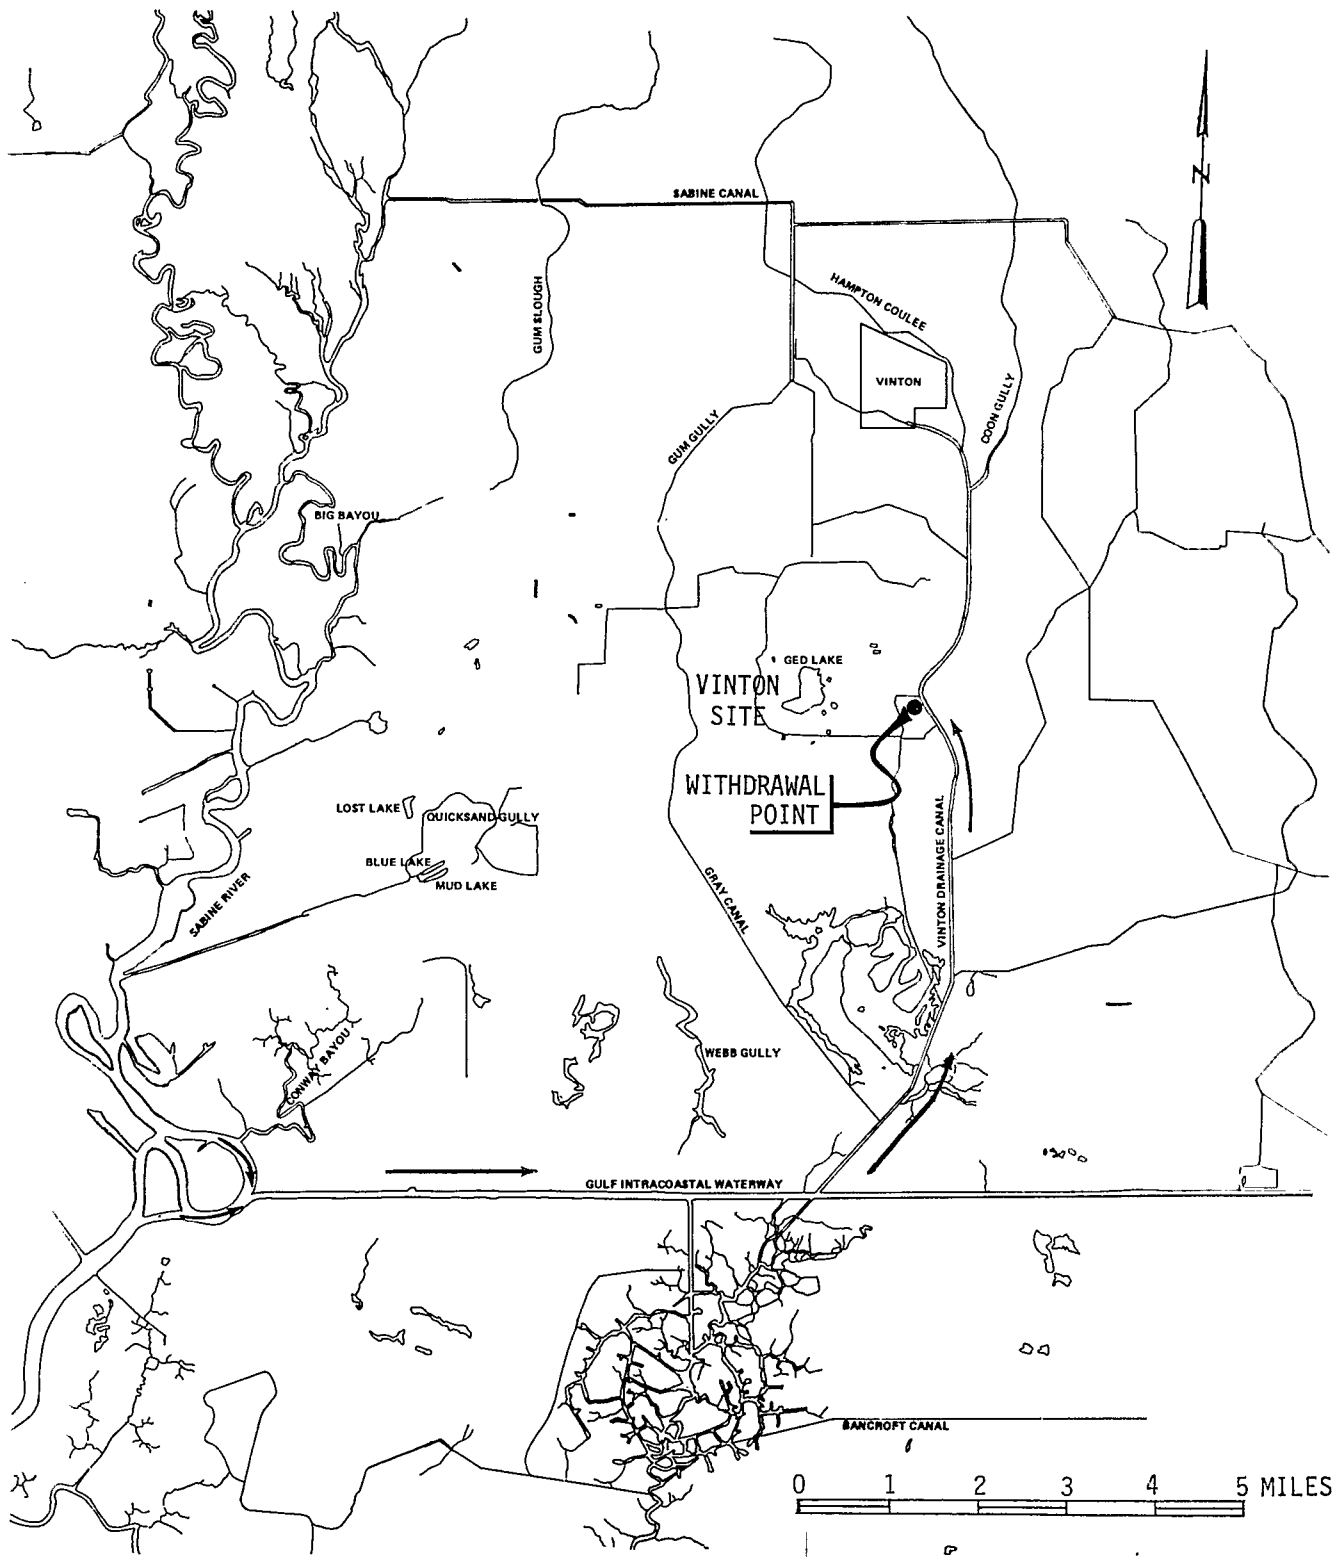 N
SABINE CANAL
HAMPTON COULEE
GUM SLOUGH
VINTON
COON GULLY
GUM GULLY
BIG BAYOU
GED LAKE
VINTON
SITE
WITHDRAWAL
POINT
LOST LAKE
QUICKSAND GULLY
BLUE LAKE
MUD LAKE
SABINE RIVER
GRAY CANAL
VINTON DRAINAGE CANAL
CONWAY BAYOU
WEBB GULLY
GULF INTRACOASTAL WATERWAY
BANCROFT CANAL
0 1 2 3 4 5 MILES